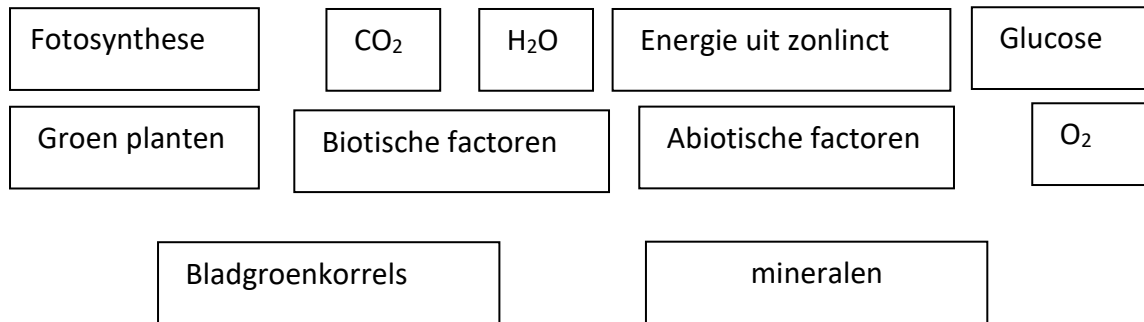 Fotosynthese CO₂ H₂O Energie uit zonlinct Glucose
Groen planten Biotische factoren Abiotische factoren O₂
Bladgroenkorrels mineralen